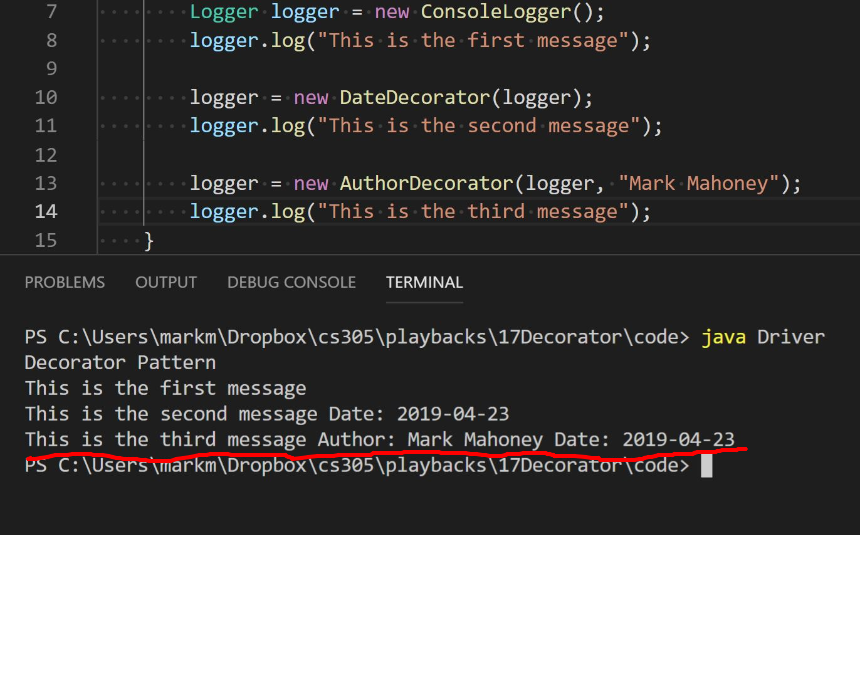 7 Logger logger = new ConsoleLogger();
8 logger.log("This is the first message");
9
10 logger = new DateDecorator(logger);
11 logger.log("This is the second message");
12
13 logger = new AuthorDecorator(logger, "Mark Mahoney");
14 logger.log("This is the third message");
15 }
PROBLEMS OUTPUT DEBUG CONSOLE TERMINAL
PS C:\Users\markm\Dropbox\cs305\playbacks\17Decorator\code> java Driver
Decorator Pattern
This is the first message
This is the second message Date: 2019-04-23
This is the third message Author: Mark Mahoney Date: 2019-04-23
PS C:\Users\markm\Dropbox\cs305\playbacks\17Decorator\code>